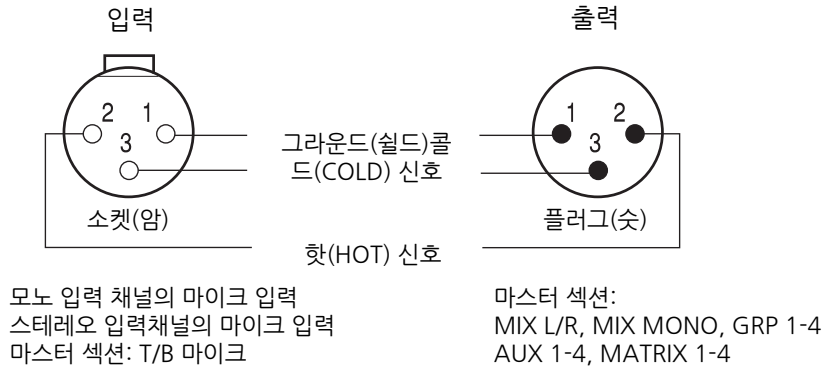 입력
출력
2 1
3
1 2
3
그라운드(쉴드)콜
드(COLD) 신호
소켓(암)
플러그(숫)
핫(HOT) 신호
모노 입력 채널의 마이크 입력
스테레오 입력채널의 마이크 입력
마스터 섹션: T/B 마이크
마스터 섹션:
MIX L/R, MIX MONO, GRP 1-4
AUX 1-4, MATRIX 1-4